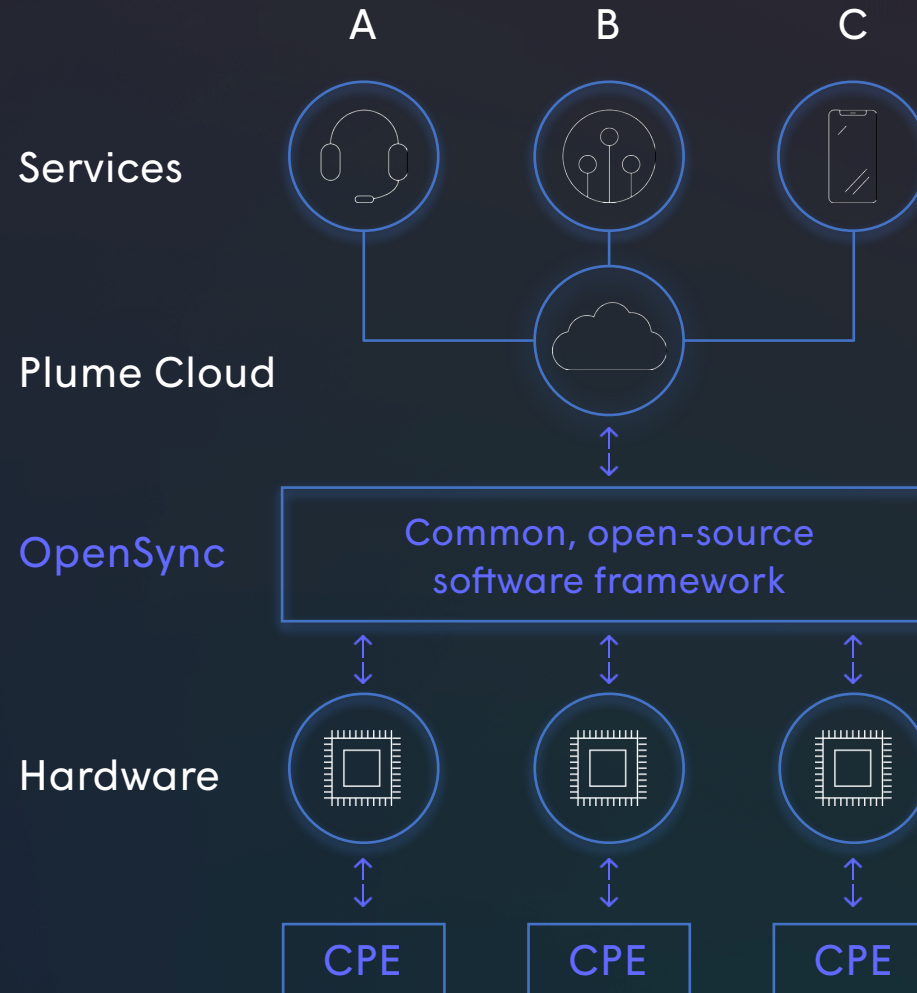 A B C
Services
Plume Cloud
OpenSync
Common, open-source
software framework
Hardware
CPE CPE CPE